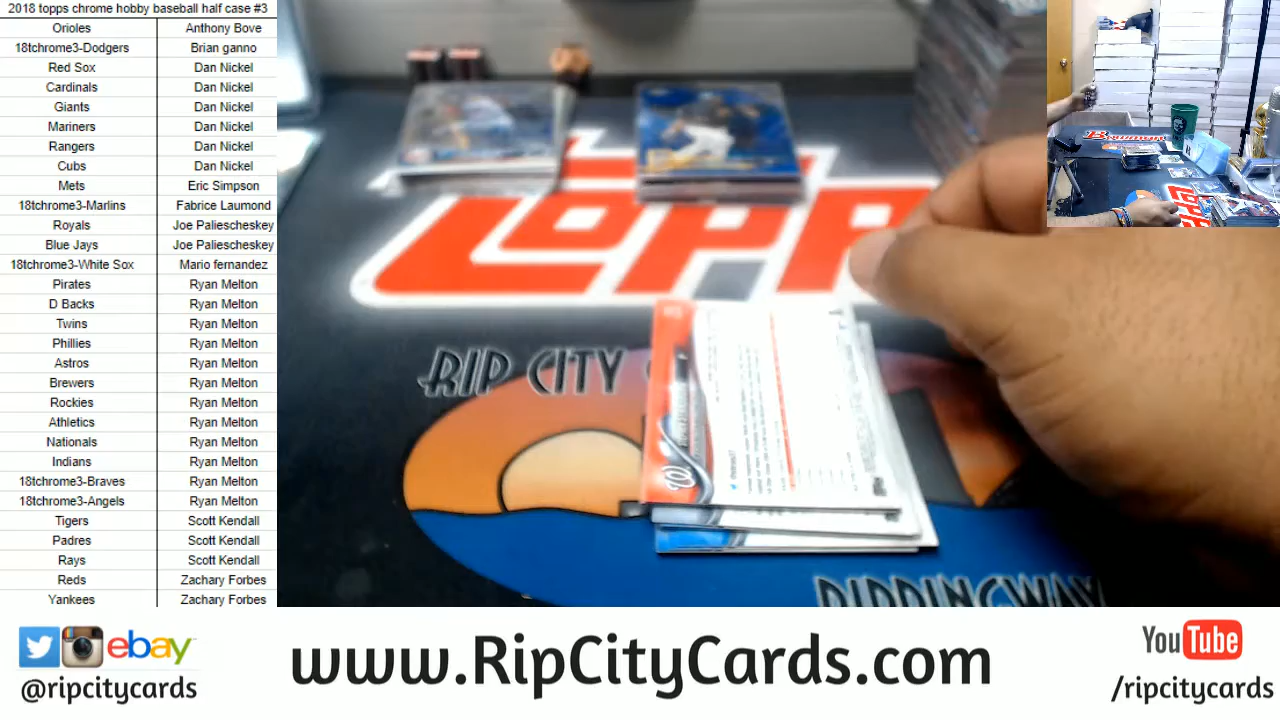 2018 topps chrome hobby baseball half case #3
Orioles Anthony Bove
18tchrome3-Dodgers Brian ganno
Red Sox Dan Nickel
Cardinals Dan Nickel
Giants Dan Nickel
Mariners Dan Nickel
Rangers Dan Nickel
Cubs Dan Nickel
Mets Eric Simpson
18tchrome3-Marlins Fabrice Laumond
Royals Joe Paliescheskey
Blue Jays Joe Paliescheskey
18tchrome3-White Sox Mario fernandez
Pirates Ryan Melton
D Backs Ryan Melton
Twins Ryan Melton
Phillies Ryan Melton
Astros Ryan Melton
Brewers Ryan Melton
Rockies Ryan Melton
Athletics Ryan Melton
Nationals Ryan Melton
Indians Ryan Melton
18tchrome3-Braves Ryan Melton
18tchrome3-Angels Ryan Melton
Tigers Scott Kendall
Padres Scott Kendall
Rays Scott Kendall
Reds Zachary Forbes
Yankees Zachary Forbes
TOPP
RIP CITY
RIPPINGWAY
ebay
@ripcitycards
www.RipCityCards.com
YouTube
/ripcitycards